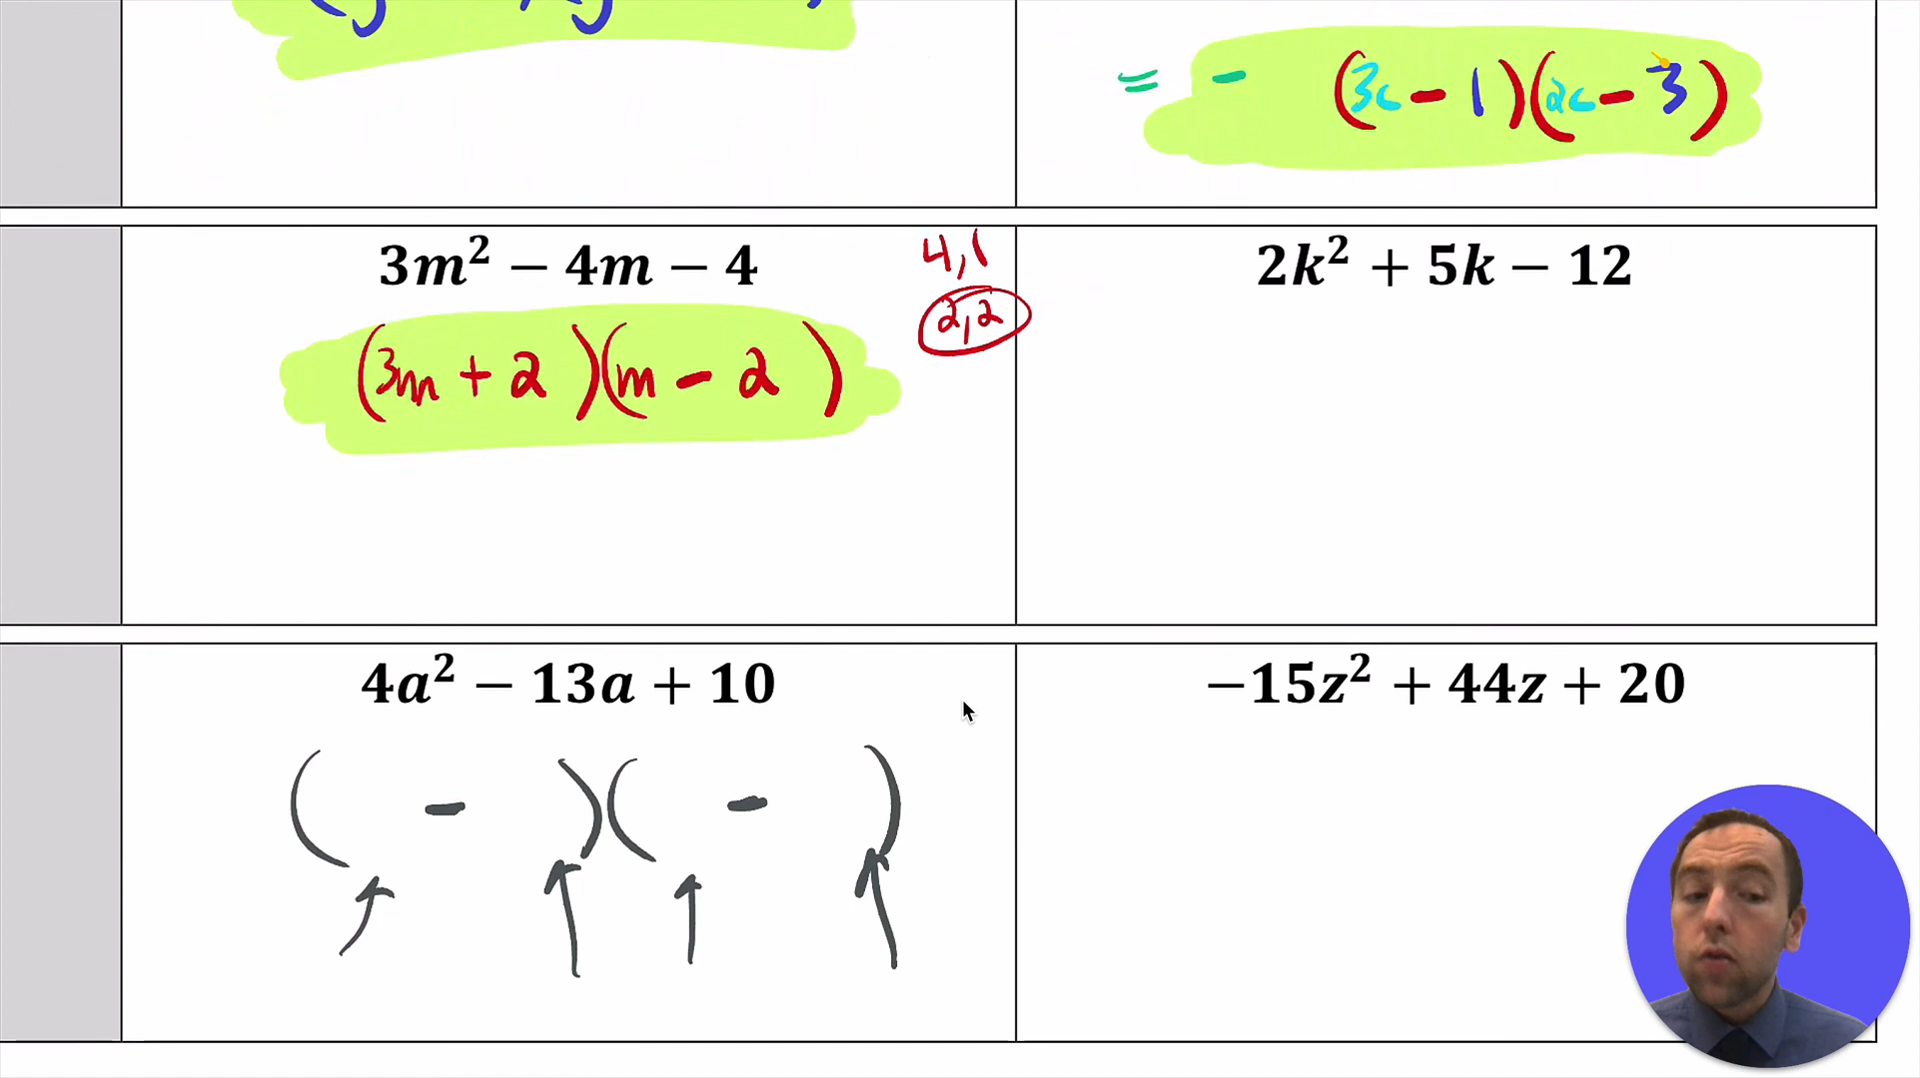 = - (3c - 1)(2c - 3)
3m² − 4m − 4
4,1
2,2
(3m + 2)(m - 2)
2k² + 5k − 12
4a² − 13a + 10
( - )( - )
−15z² + 44z + 20